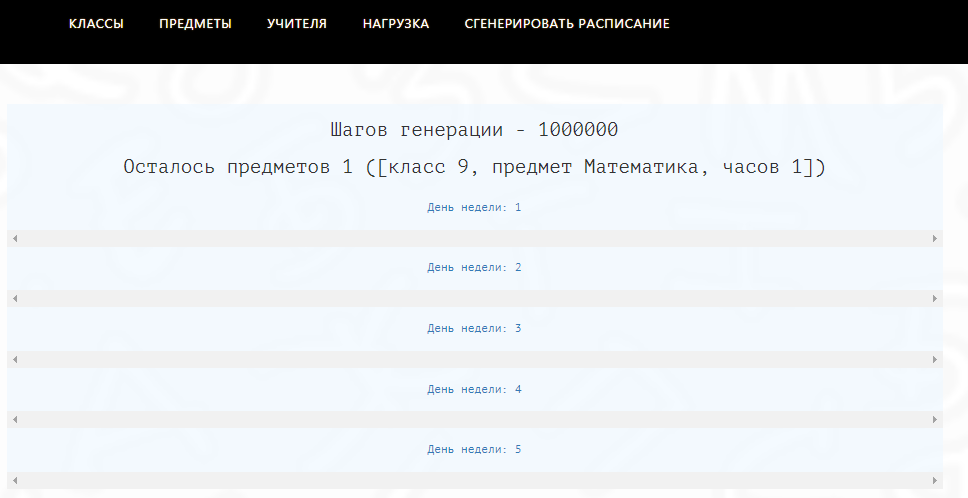 КЛАССЫ ПРЕДМЕТЫ УЧИТЕЛЯ НАГРУЗКА СГЕНЕРИРОВАТЬ РАСПИСАНИЕ
Шагов генерации - 1000000
Осталось предметов 1 ([класс 9, предмет Математика, часов 1])
День недели: 1
День недели: 2
День недели: 3
День недели: 4
День недели: 5